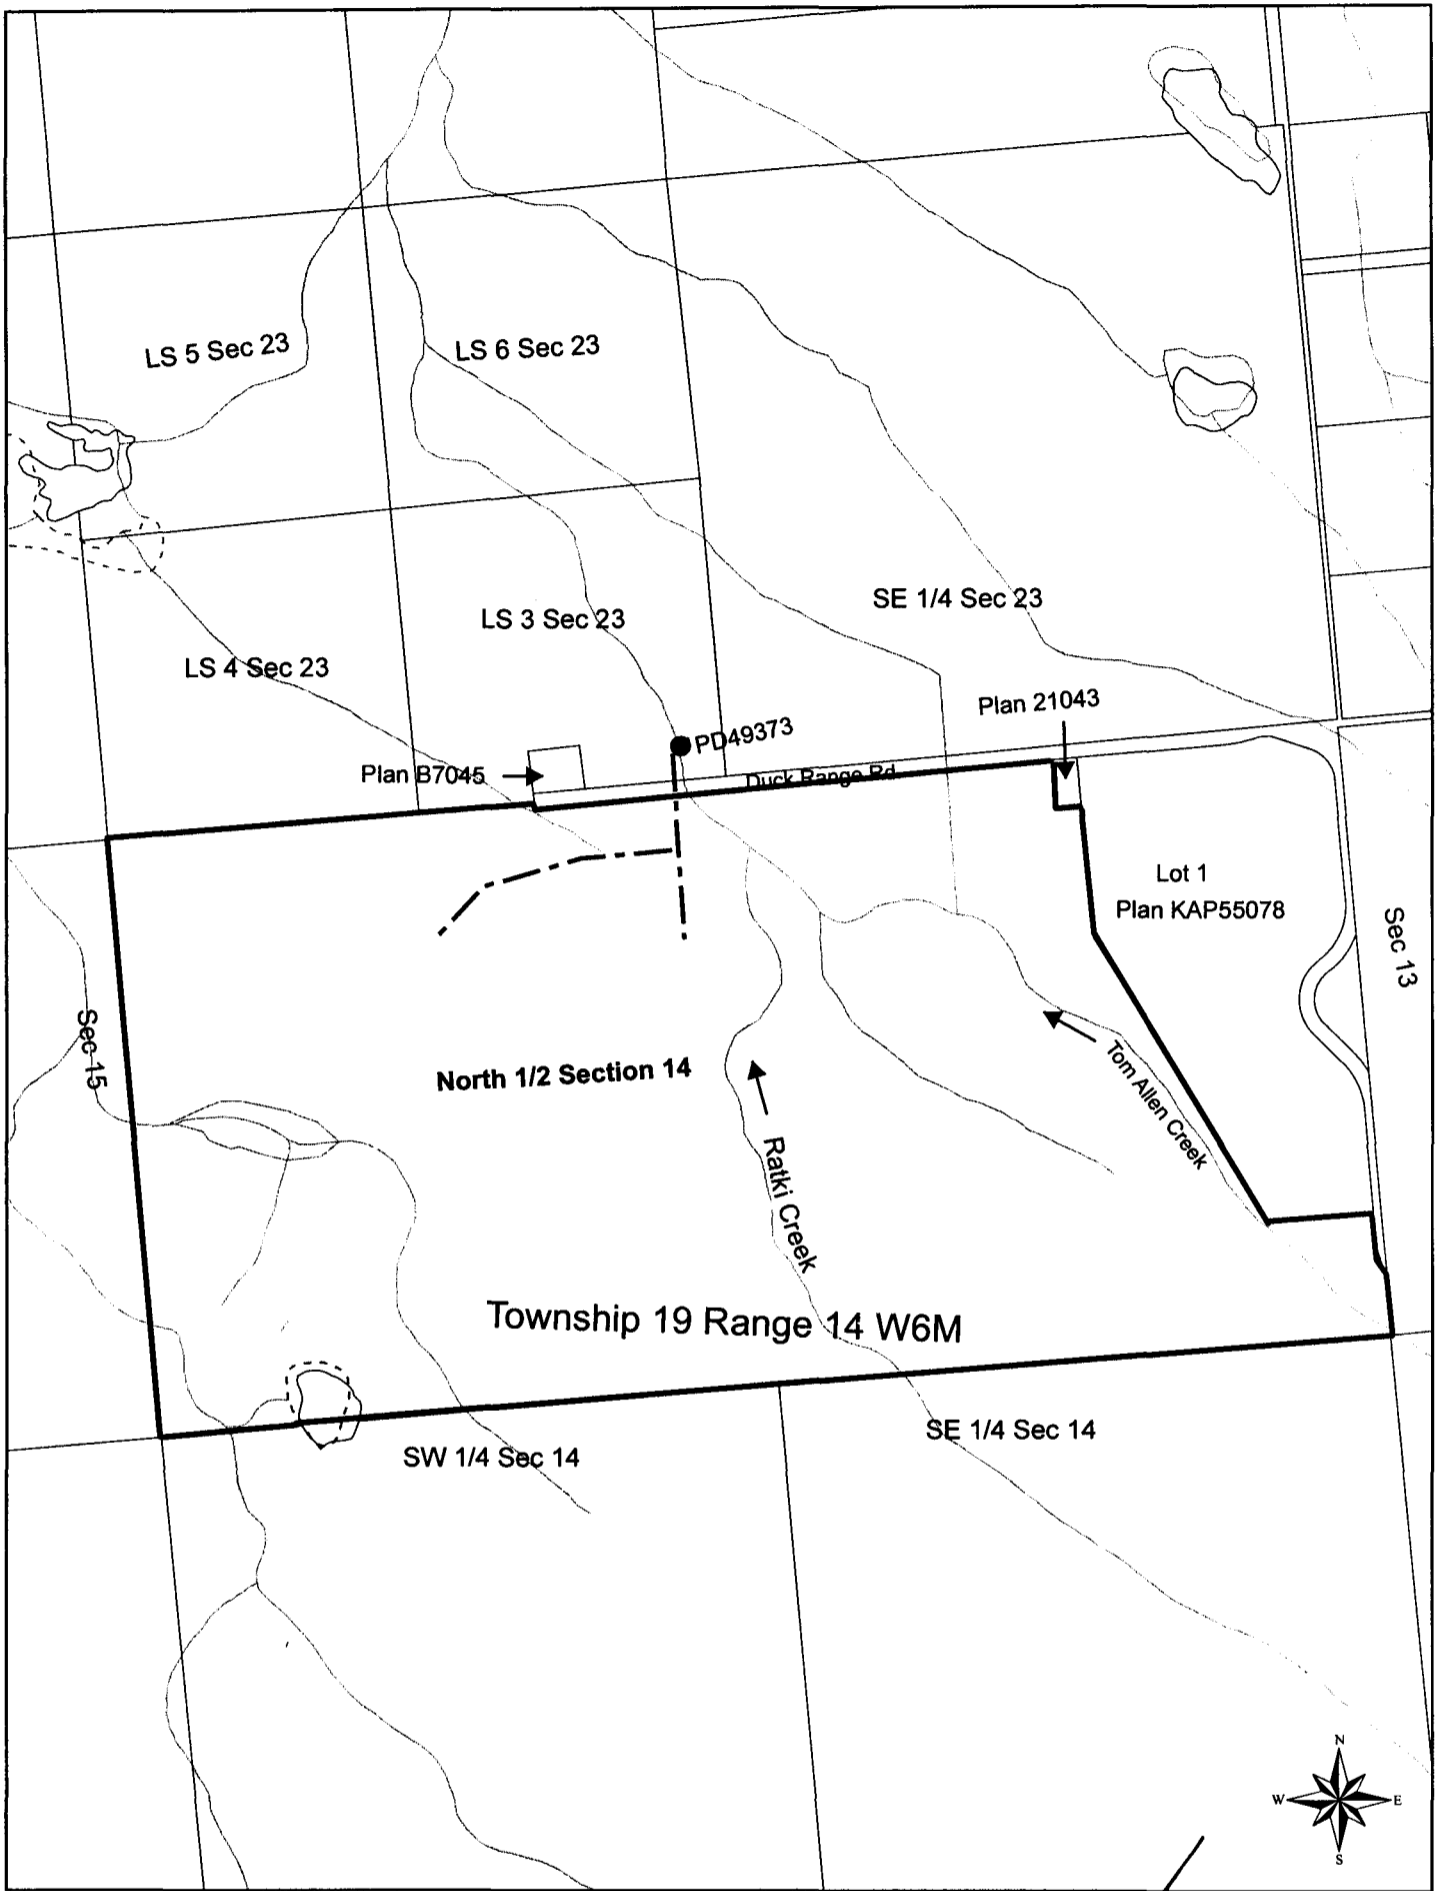 LS 5 Sec 23
LS 6 Sec 23
LS 3 Sec 23
SE 1/4 Sec 23
LS 4 Sec 23
Plan 21043
PD49373
Plan B7045
Duck Range Rd
Lot 1
Plan KAP55078
Sec 13
Sec 15
North 1/2 Section 14
Tom Allen Creek
Ratki Creek
Township 19 Range 14 W6M
SE 1/4 Sec 14
SW 1/4 Sec 14
N
W
E
S